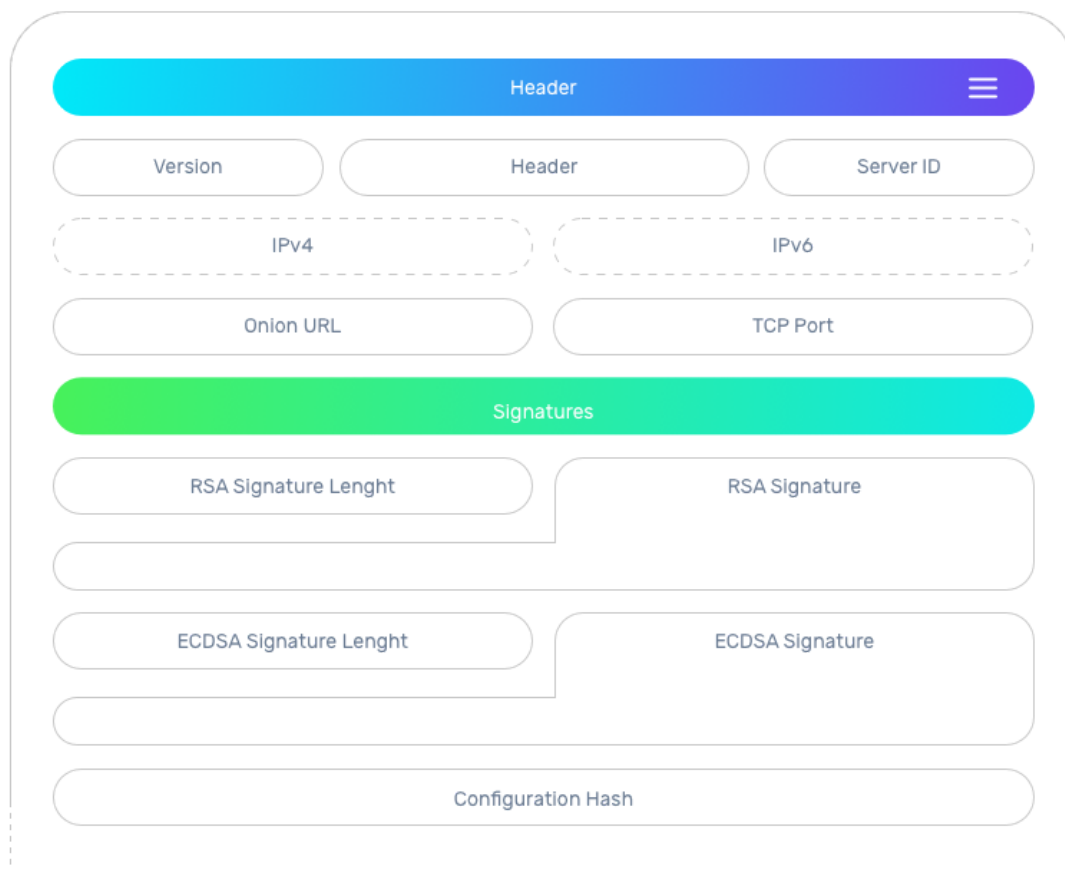 Header
Version
Header
Server ID
IPv4
IPv6
Onion URL
TCP Port
Signatures
RSA Signature Lenght
RSA Signature
ECDSA Signature Lenght
ECDSA Signature
Configuration Hash